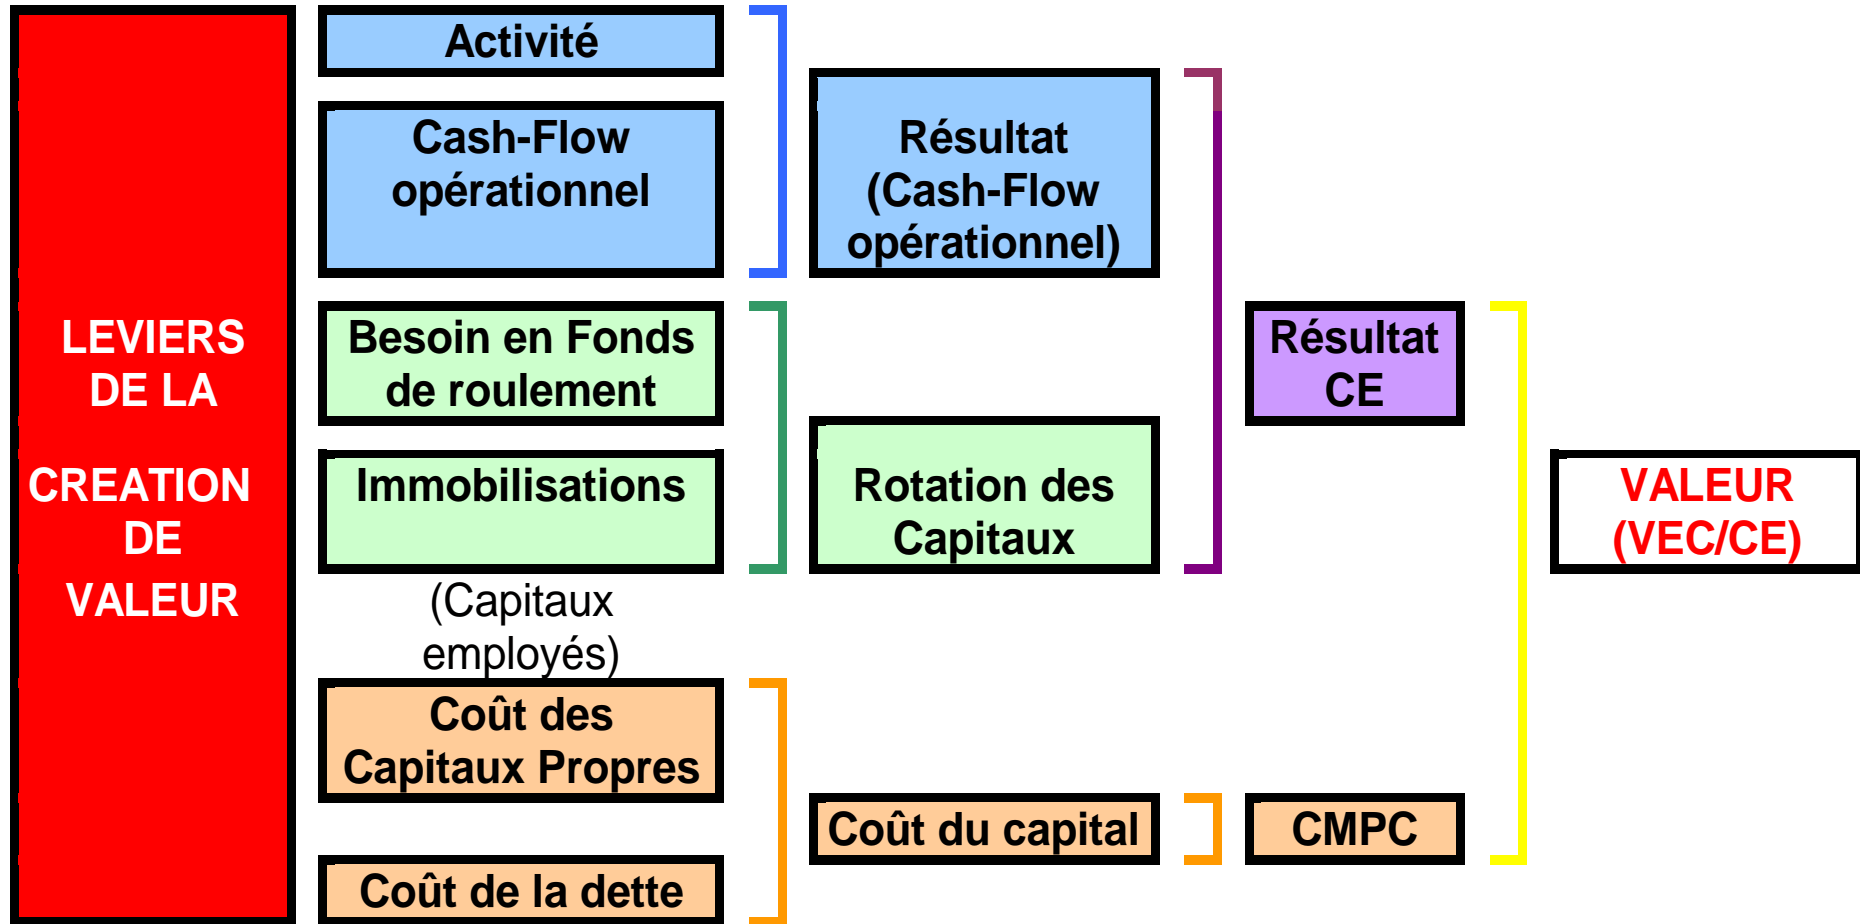 LEVIERS
DE LA
CREATION
DE
VALEUR
Activité
Cash-Flow
opérationnel
Besoin en Fonds
de roulement
Immobilisations
(Capitaux
employés)
Coût des
Capitaux Propres
Coût de la dette
Résultat
(Cash-Flow
opérationnel)
Rotation des
Capitaux
Coût du capital
Résultat
CE
CMPC
VALEUR
(VEC/CE)